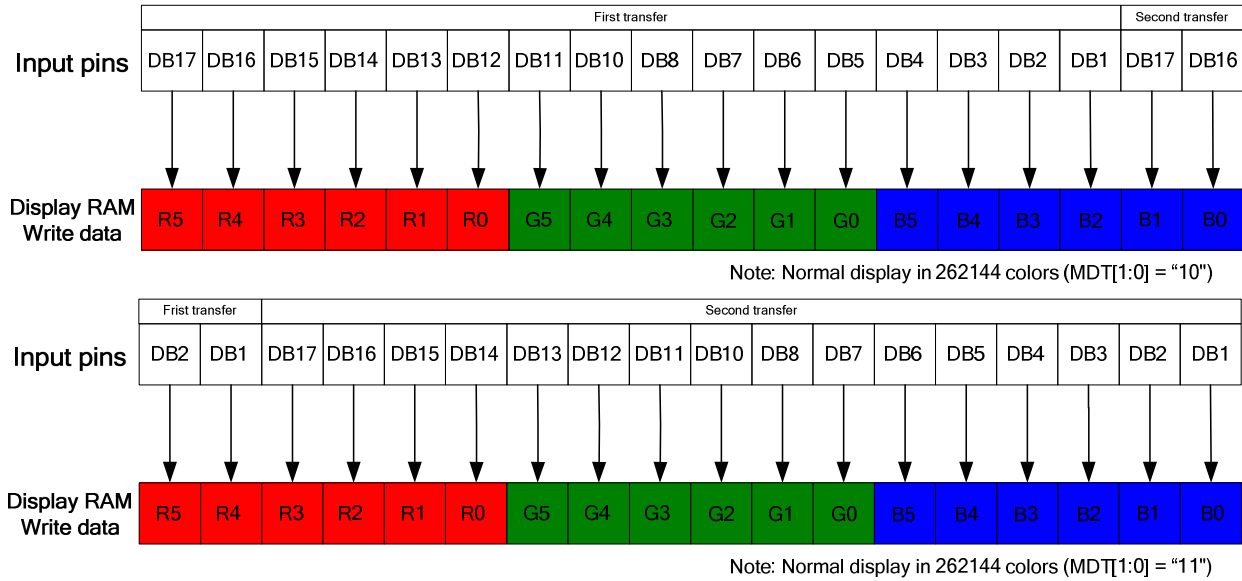 First transfer Second transfer
Input pins DB17 DB16 DB15 DB14 DB13 DB12 DB11 DB10 DB8 DB7 DB6 DB5 DB4 DB3 DB2 DB1 DB17 DB16
Display RAM
Write data
R5 R4 R3 R2 R1 R0 G5 G4 G3 G2 G1 G0 B5 B4 B3 B2 B1 B0
Note: Normal display in 262144 colors (MDT[1:0] = “10")
Frist transfer Second transfer
Input pins DB2 DB1 DB17 DB16 DB15 DB14 DB13 DB12 DB11 DB10 DB8 DB7 DB6 DB5 DB4 DB3 DB2 DB1
Display RAM
Write data
R5 R4 R3 R2 R1 R0 G5 G4 G3 G2 G1 G0 B5 B4 B3 B2 B1 B0
Note: Normal display in 262144 colors (MDT[1:0] = “11")